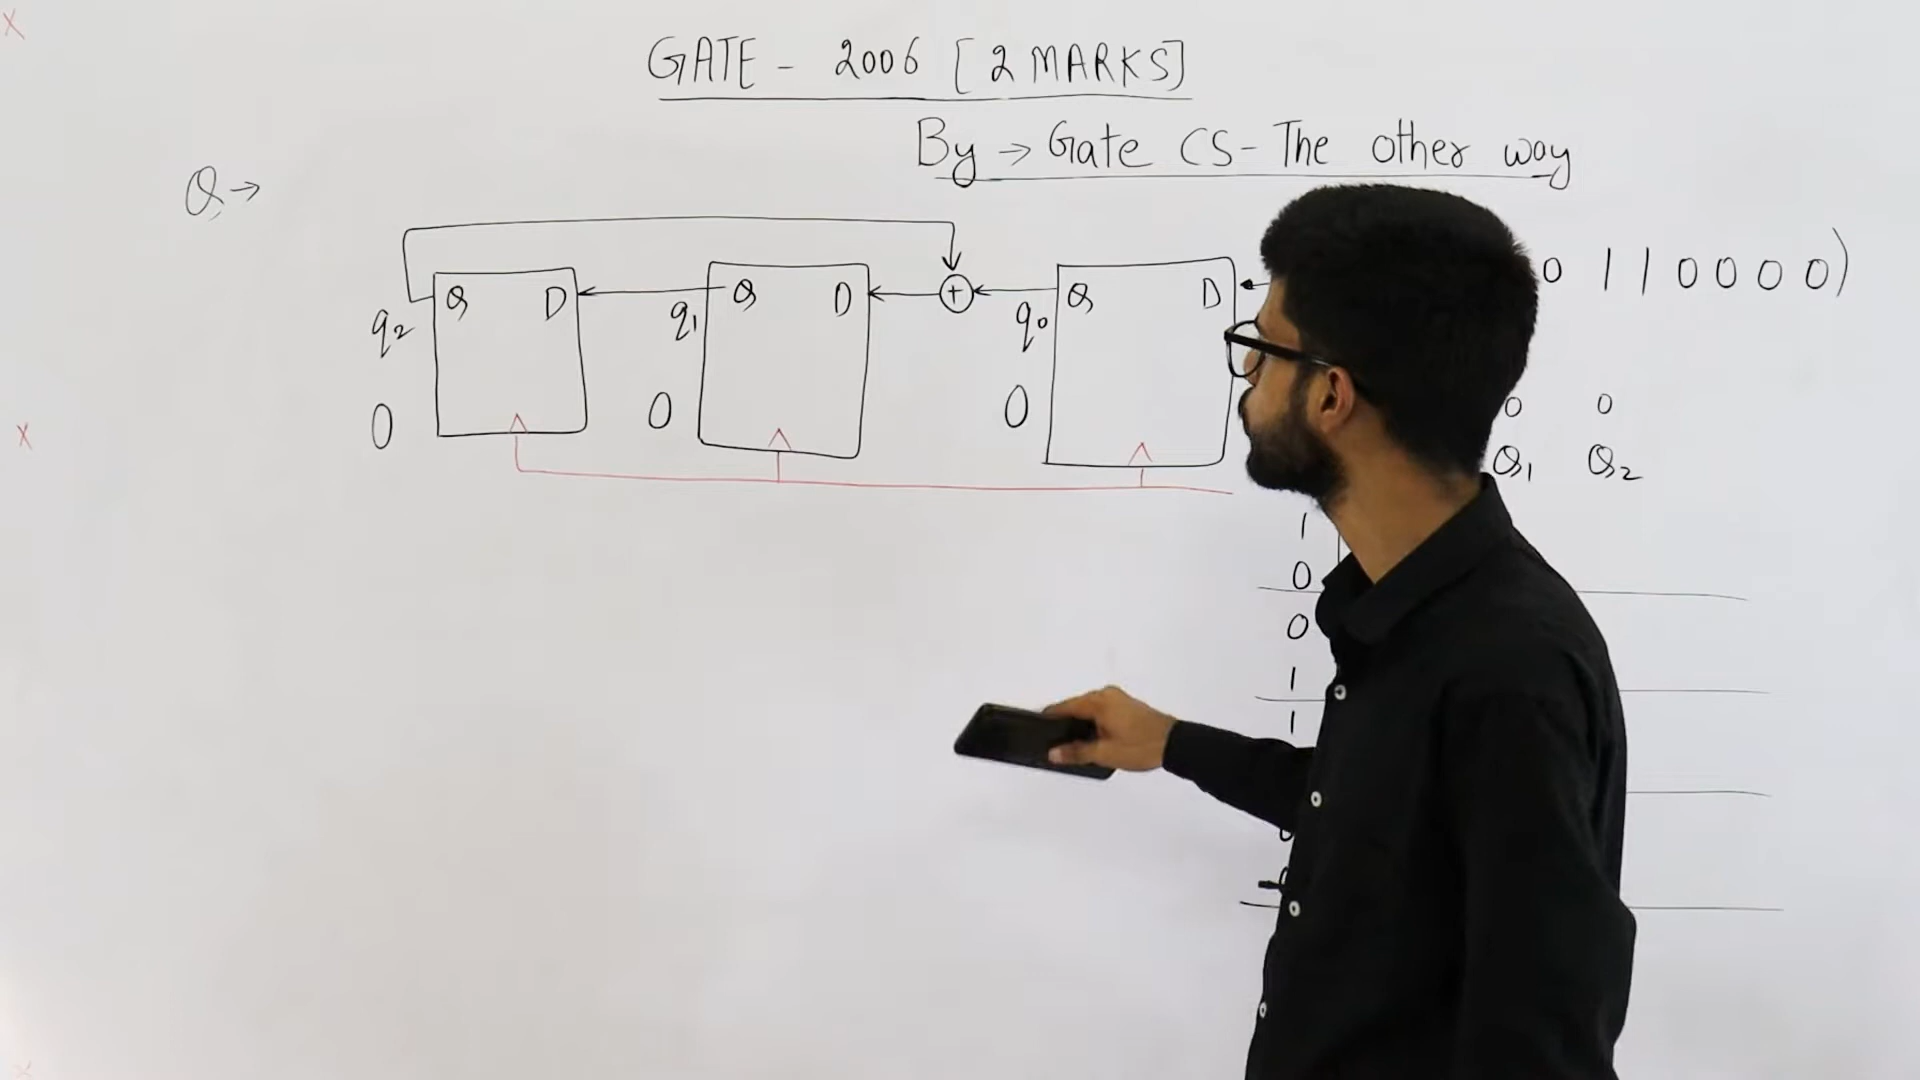 X
GATE - 2006 [2 MARKS]
By → Gate CS - The other way
Q →
Q D Q D + Q D 0 1 1 0 0 0 0)
q2 q1 q0
0 0 0 0 0
X Q1 Q2
1
0
0
1
1
X